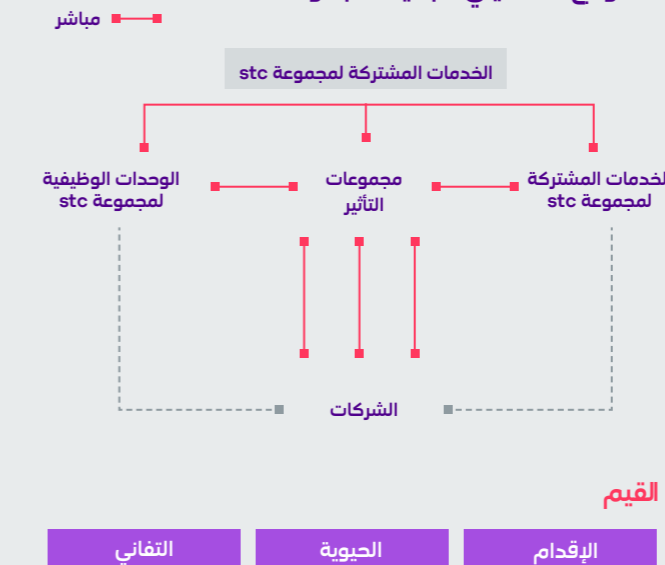 مباشر
الخدمات المشتركة لمجموعة stc
الخدمات المشتركة
لمجموعة stc
مجموعات
التأثير
الوحدات الوظيفية
لمجموعة stc
الشركات
القيم
الإقدام
الحيوية
التفاني